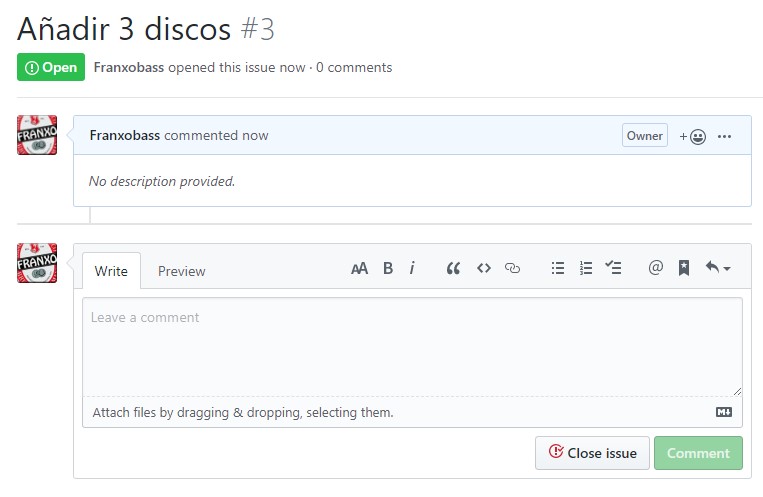 Añadir 3 discos #3
Open Franxobass opened this issue now · 0 comments
FRANXO
Franxobass commented now Owner
No description provided.
FRANXO
Write Preview AA B i
Leave a comment
Attach files by dragging & dropping, selecting them.
Close issue Comment